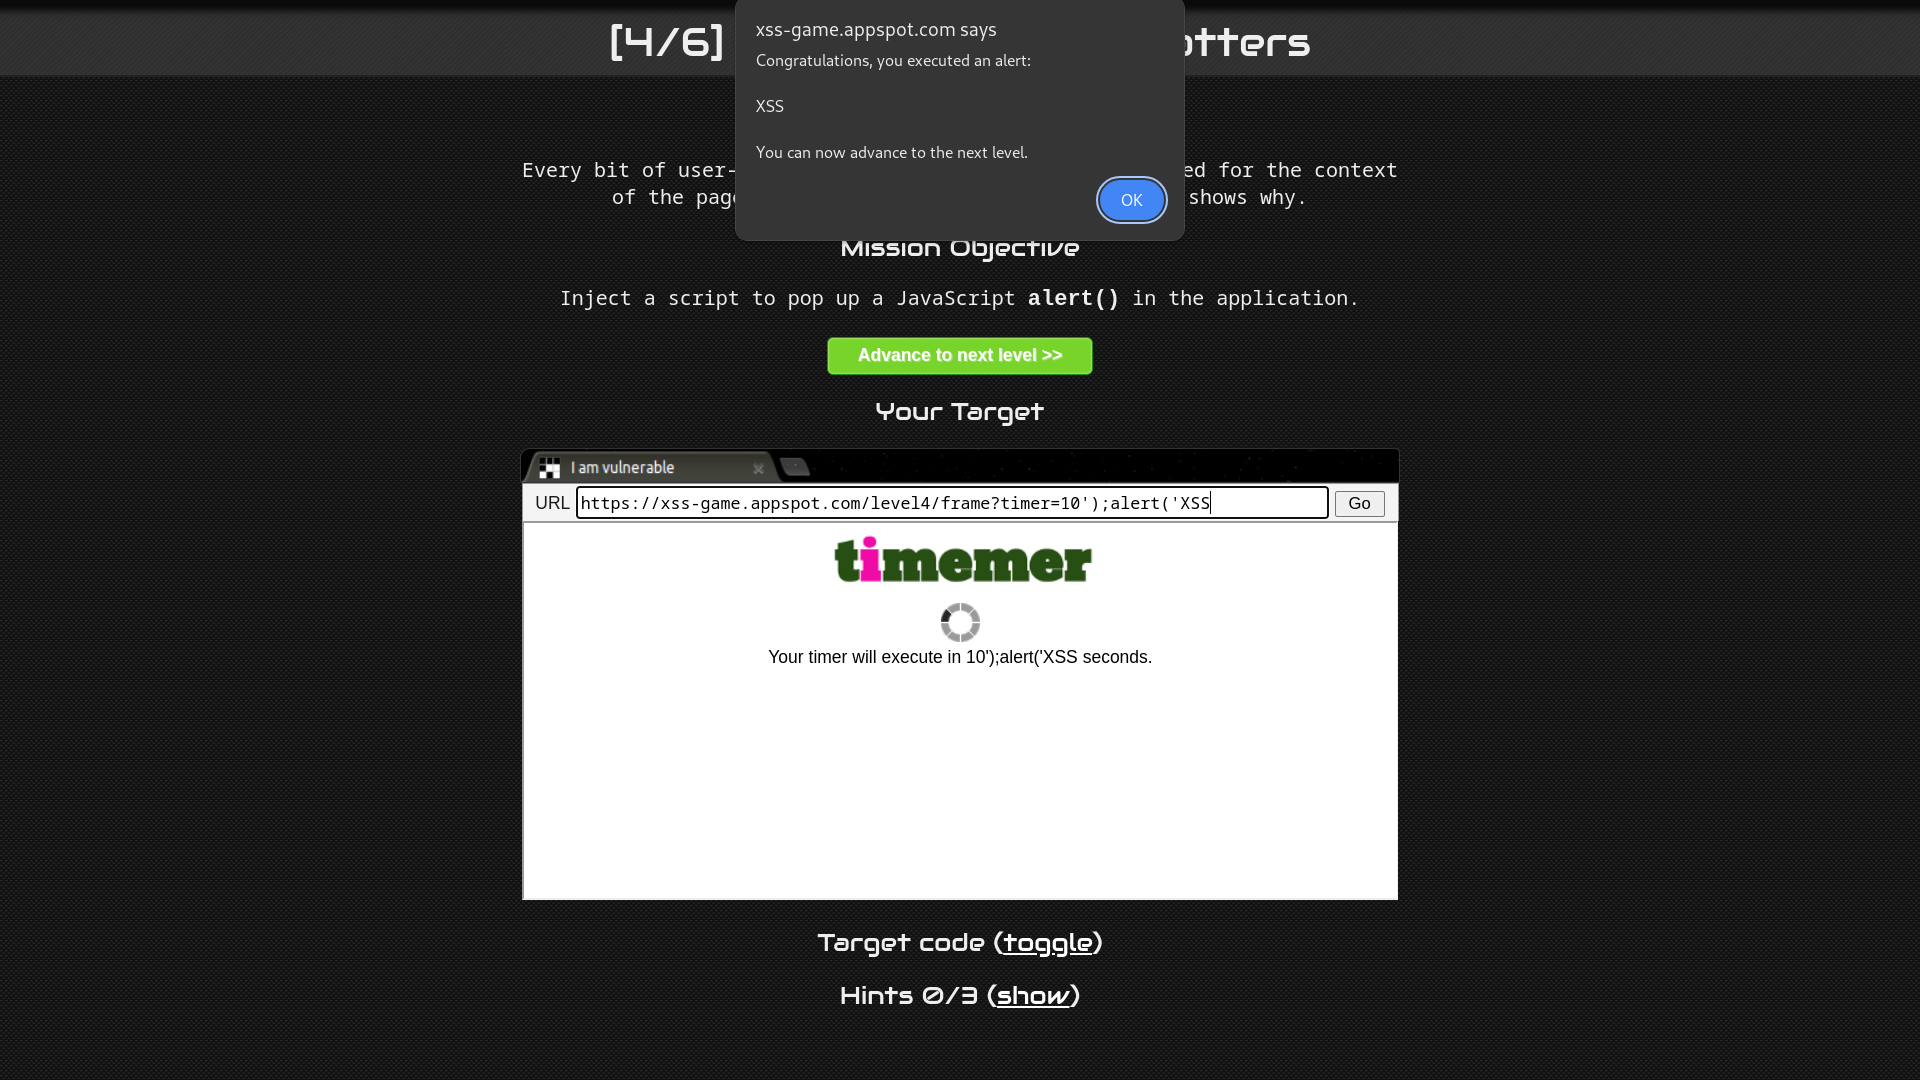 [4/6]
otters
xss-game.appspot.com says
Congratulations, you executed an alert:
XSS
You can now advance to the next level.
OK
Every bit of user-
ed for the context
of the page
shows why.
Mission Objective
Inject a script to pop up a JavaScript alert() in the application.
Advance to next level >>
Your Target
I am vulnerable
URL https://xss-game.appspot.com/level4/frame?timer=10');alert('XSS Go
timemer
Your timer will execute in 10');alert('XSS seconds.
Target code (toggle)
Hints 0/3 (show)